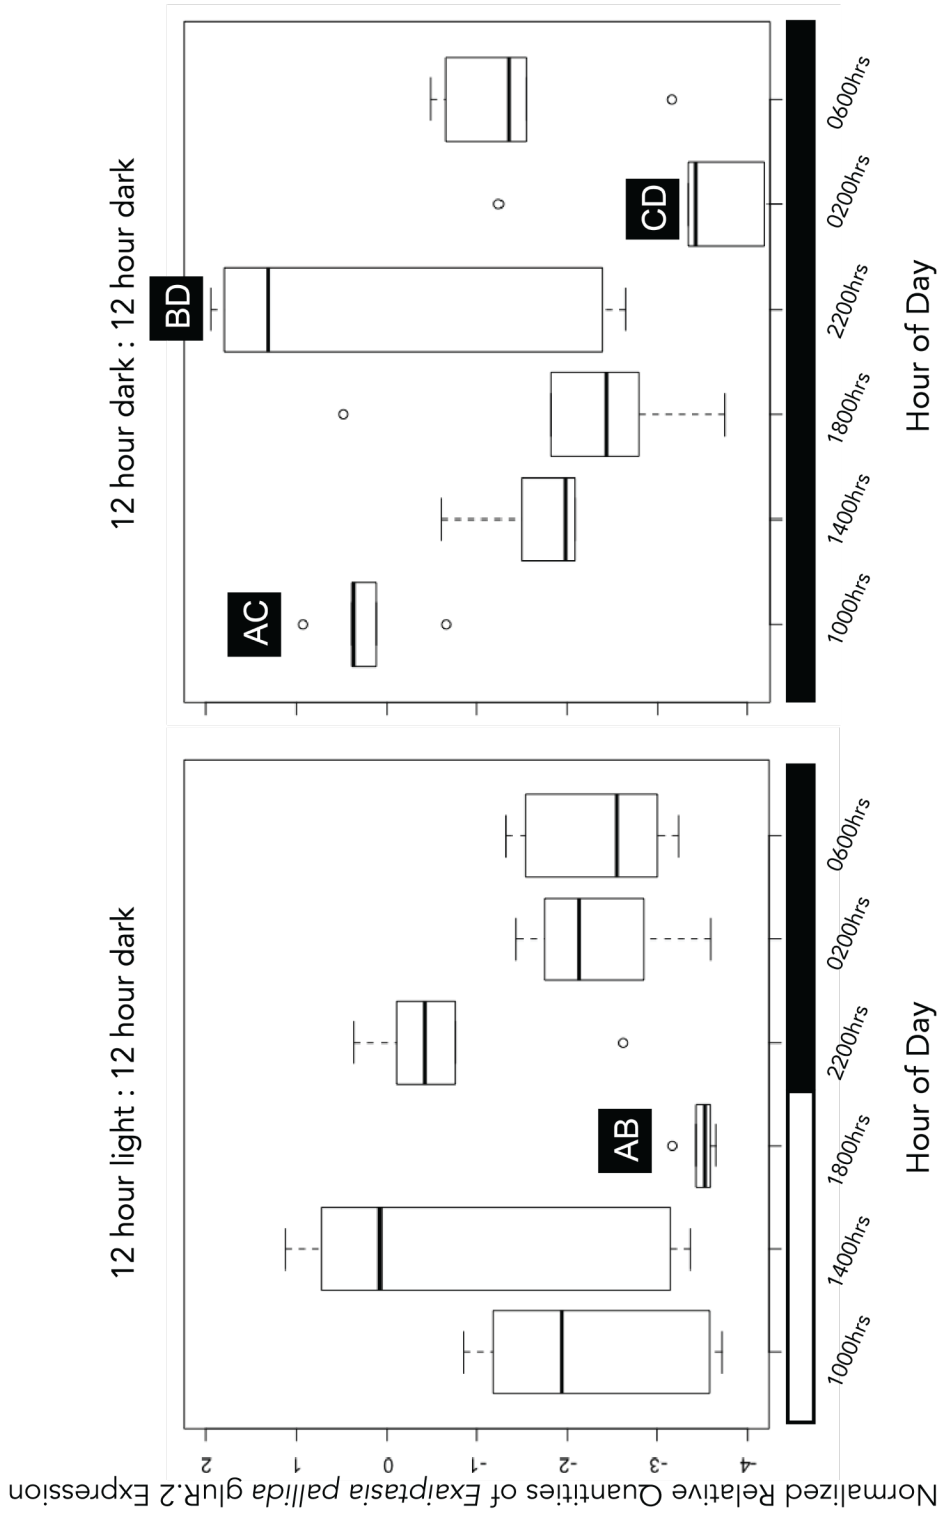 12 hour light : 12 hour dark
12 hour dark : 12 hour dark
Normalized Relative Quantities of Exaiptasia pallida gluR.2 Expression
2
1
0
-1
-2
-3
-4
AB
AC
BD
CD
1000hrs
1400hrs
1800hrs
2200hrs
0200hrs
0600hrs
1000hrs
1400hrs
1800hrs
2200hrs
0200hrs
0600hrs
Hour of Day
Hour of Day